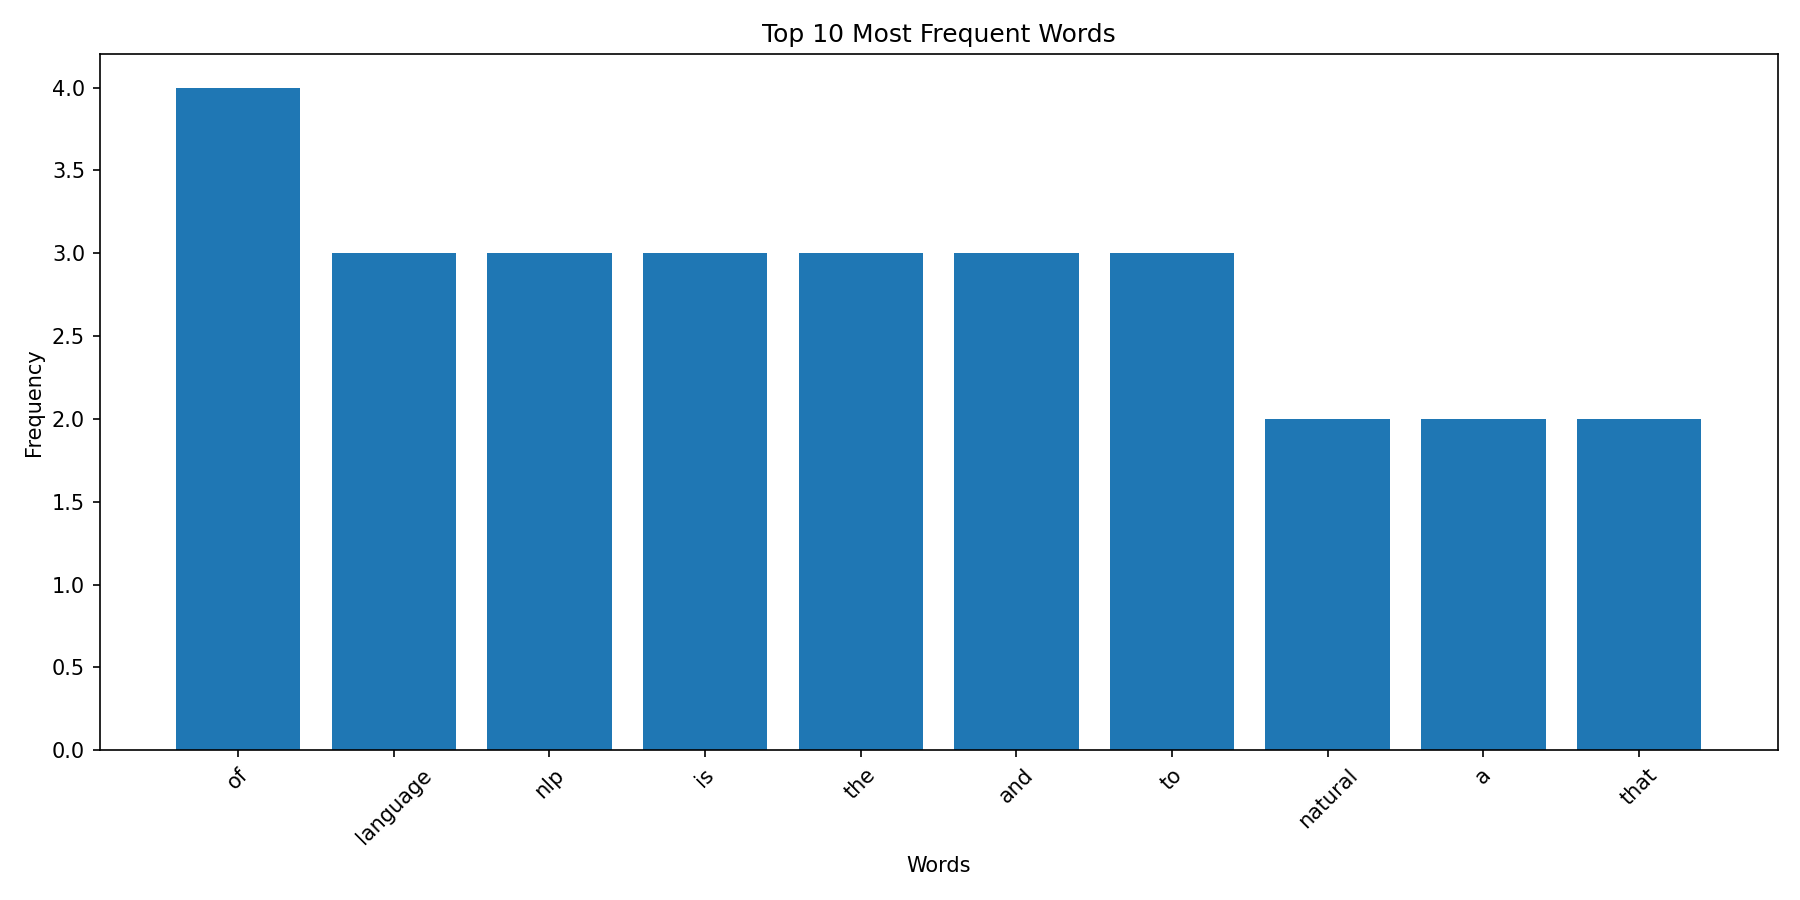 Top 10 Most Frequent Words
Frequency
4.0
3.5
3.0
2.5
2.0
1.5
1.0
0.5
0.0
of
language
nlp
is
the
and
to
natural
a
that
Words